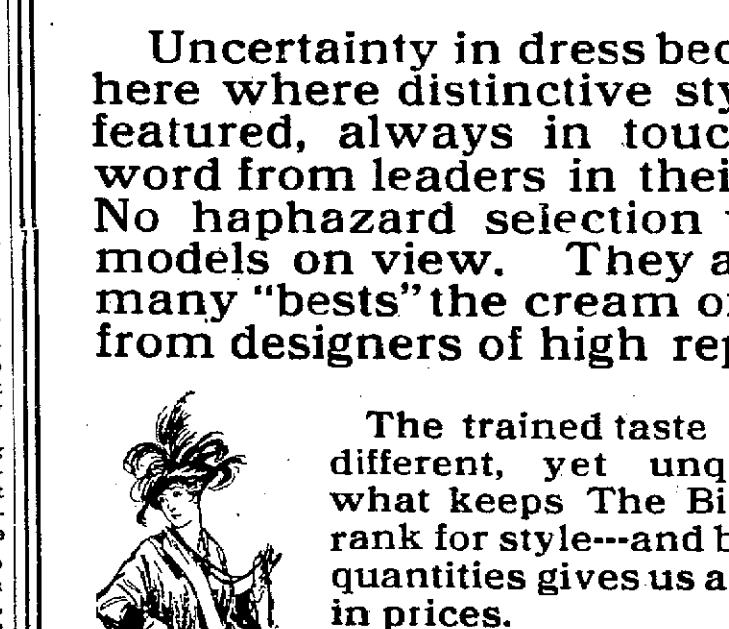 Uncertainty in dress bec
here where distinctive sty
featured, always in touc
word from leaders in thei
No haphazard selection
models on view. They a
many "bests" the cream o
from designers of high rep
The trained taste
different, yet unq
what keeps The Bi
rank for style---and b
quantities gives us a
in prices.